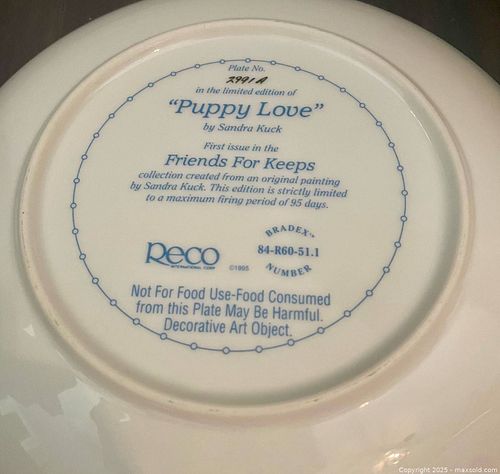 Plate No.
2991A
in the limited edition of
"Puppy Love"
by Sandra Kuck
First issue in the
Friends For Keeps
collection created from an original painting
by Sandra Kuck. This edition is strictly limited
to a maximum firing period of 95 days.
Reco
INTERNATIONAL CORP.
©1995
BRADEX™
84-R60-51.1
NUMBER
Not For Food Use-Food Consumed
from this Plate May Be Harmful.
Decorative Art Object.
Copyright 2025 - maxsold.com